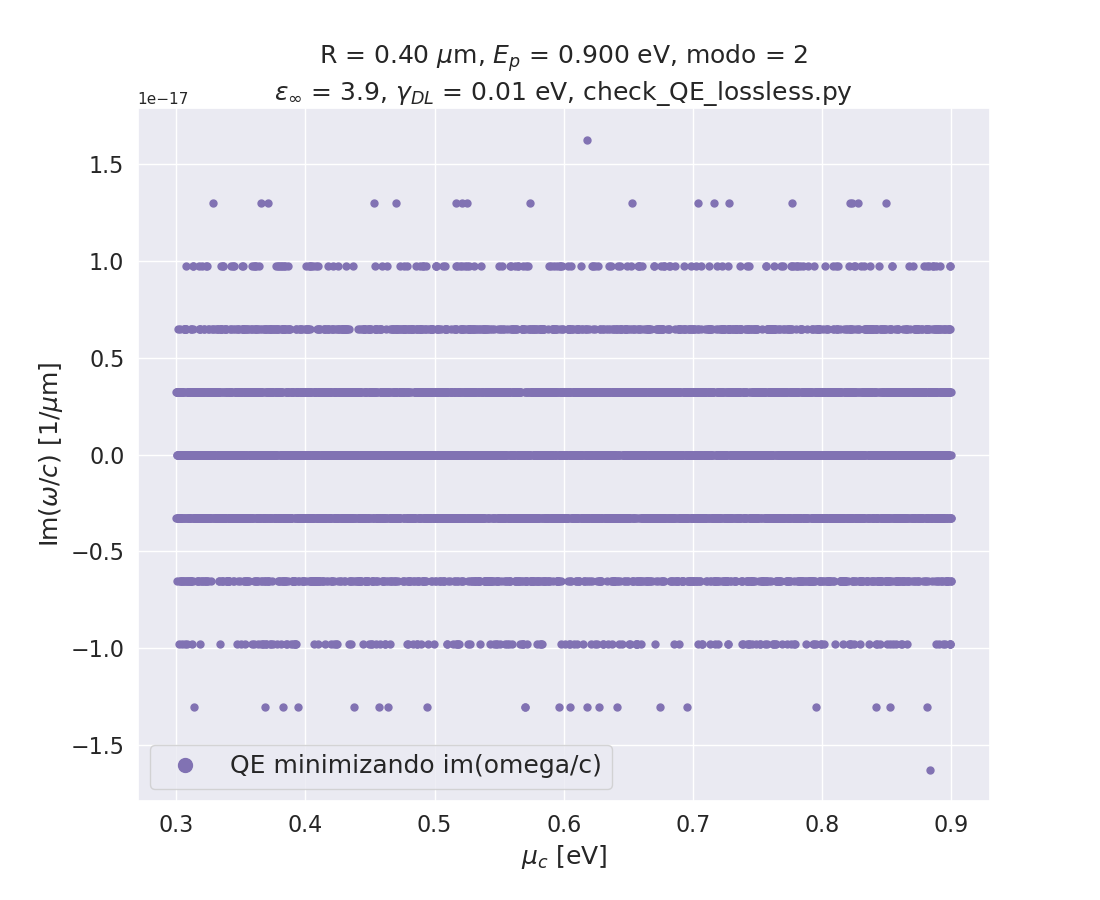 R = 0.40 μm, E_p = 0.900 eV, modo = 2
ε_∞ = 3.9, γ_DL = 0.01 eV, check_QE_lossless.py
1e−17
1.5
1.0
0.5
0.0
−0.5
−1.0
−1.5
Im(ω/c) [1/μm]
QE minimizando im(omega/c)
0.3 0.4 0.5 0.6 0.7 0.8 0.9
μ_c [eV]